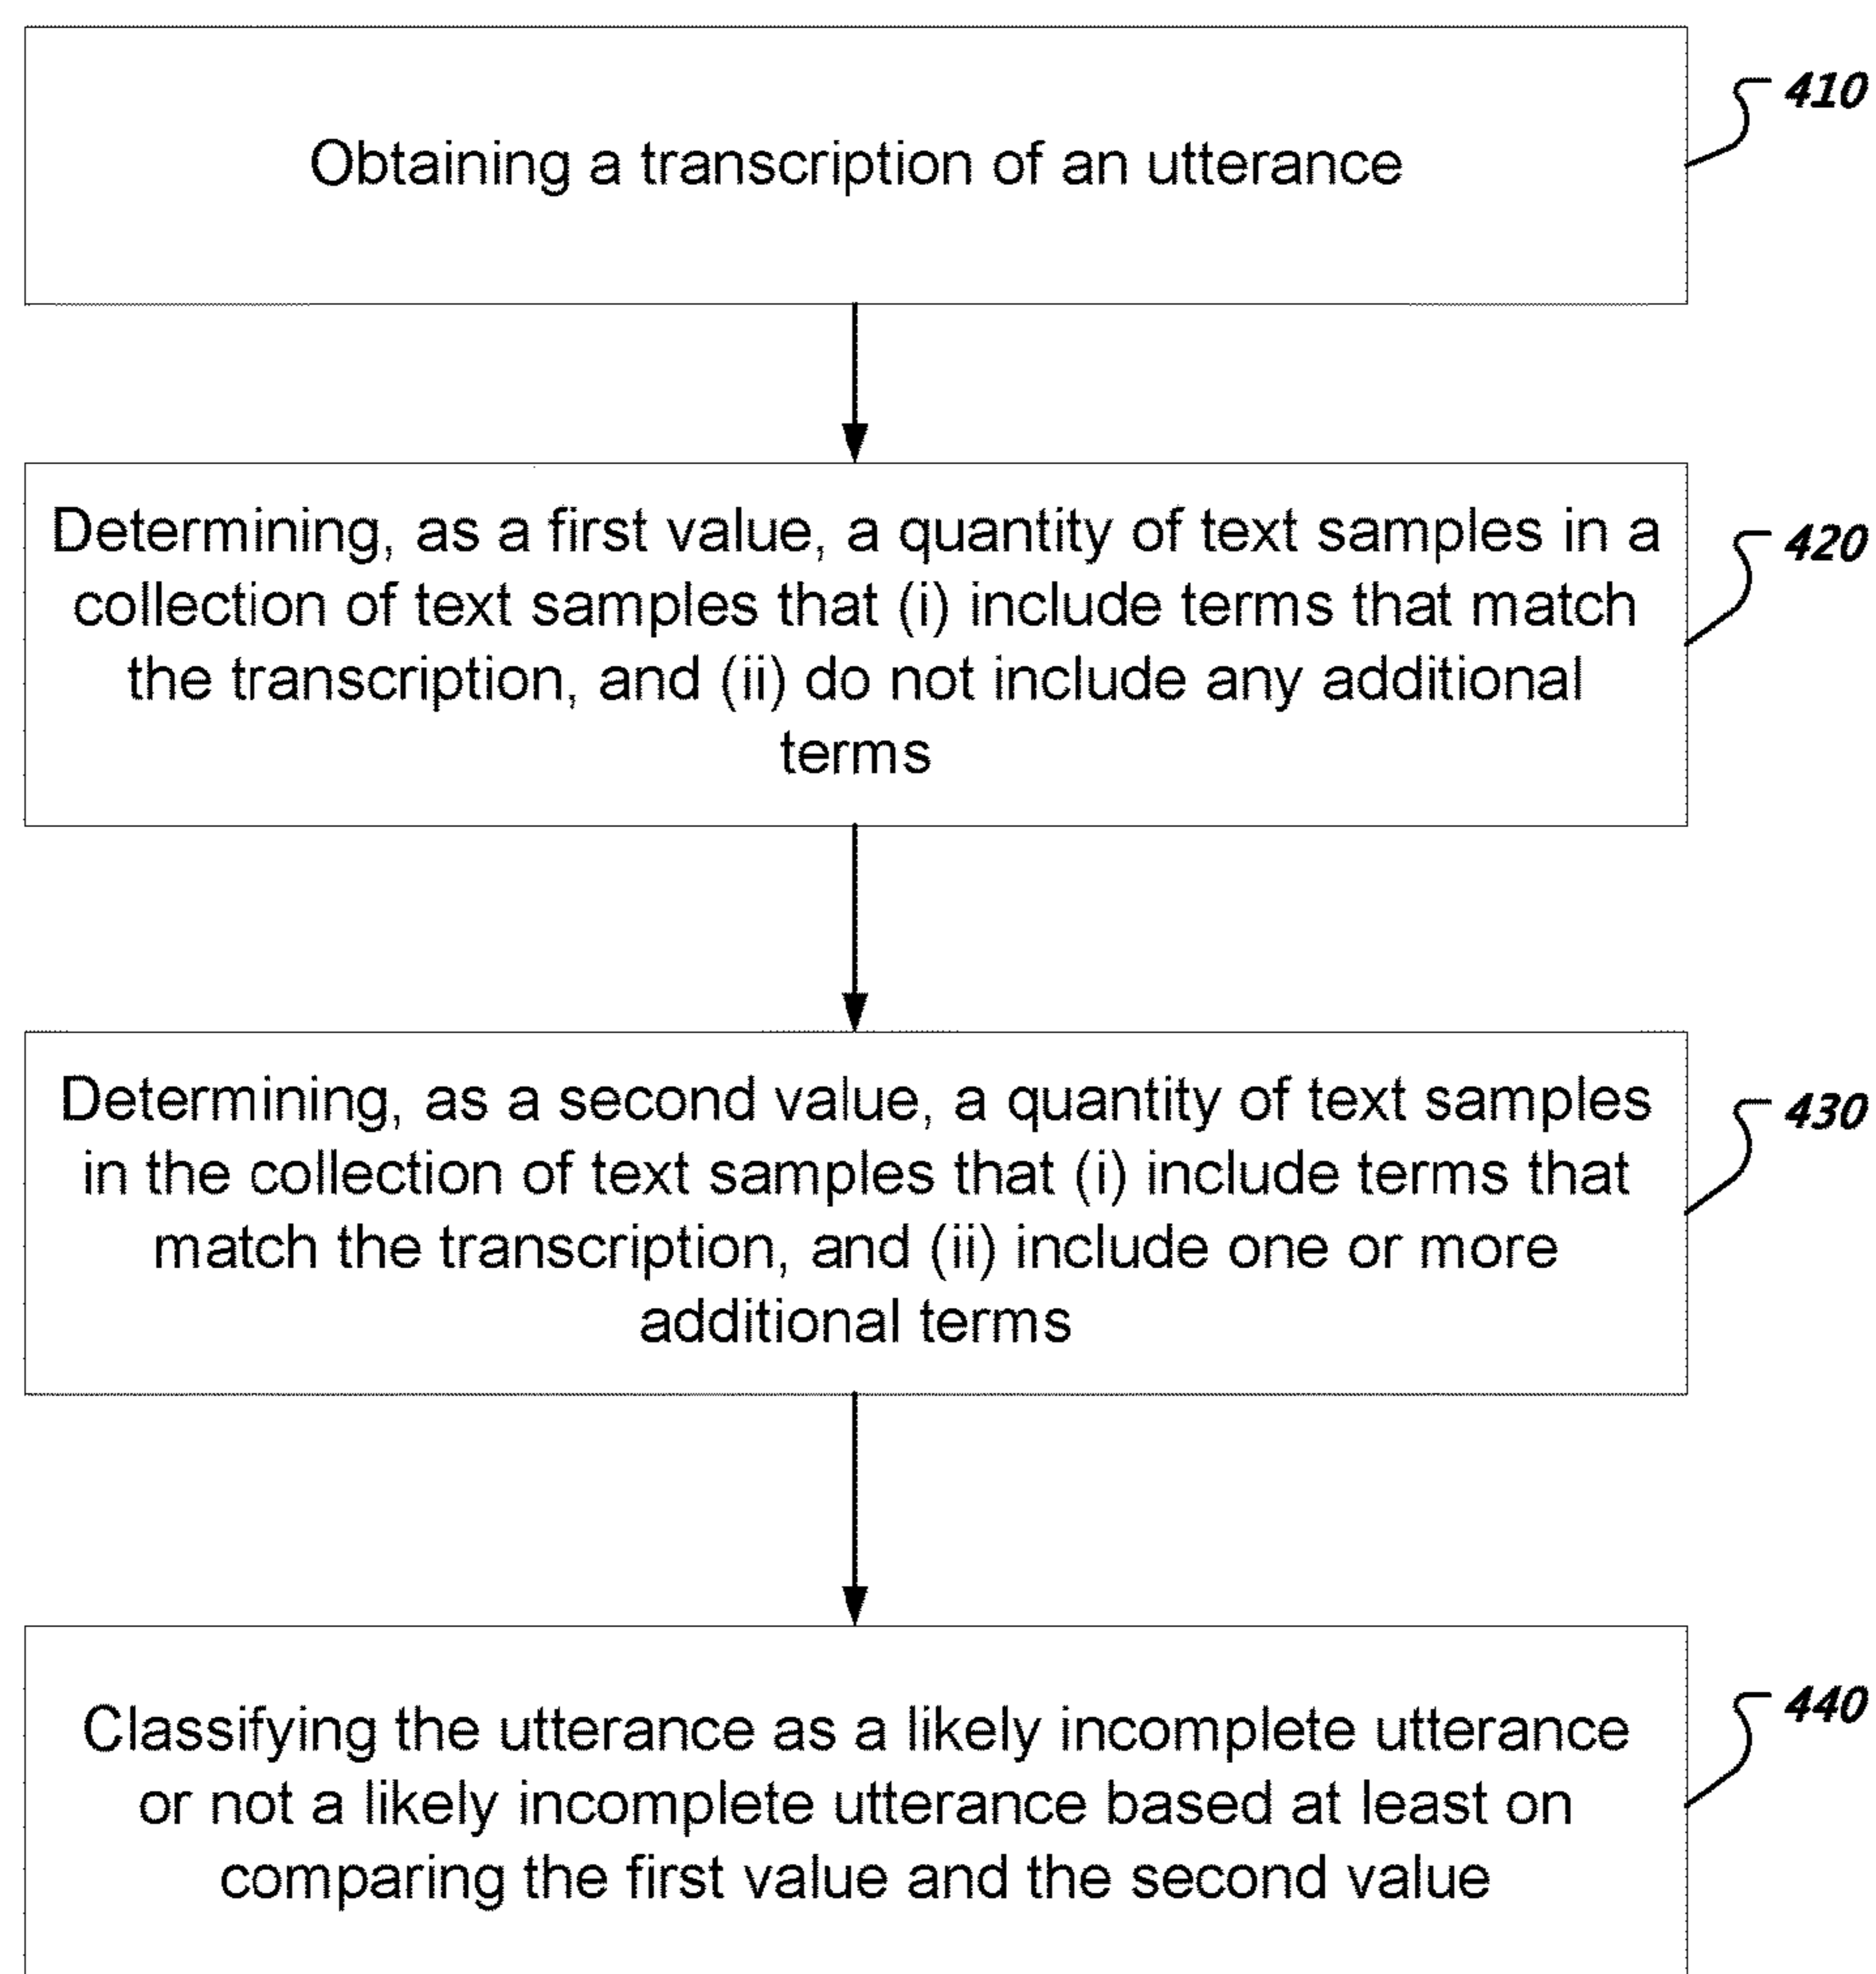 Obtaining a transcription of an utterance
410
Determining, as a first value, a quantity of text samples in a
collection of text samples that (i) include terms that match
the transcription, and (ii) do not include any additional
terms
420
Determining, as a second value, a quantity of text samples
in the collection of text samples that (i) include terms that
match the transcription, and (ii) include one or more
additional terms
430
Classifying the utterance as a likely incomplete utterance
or not a likely incomplete utterance based at least on
comparing the first value and the second value
440